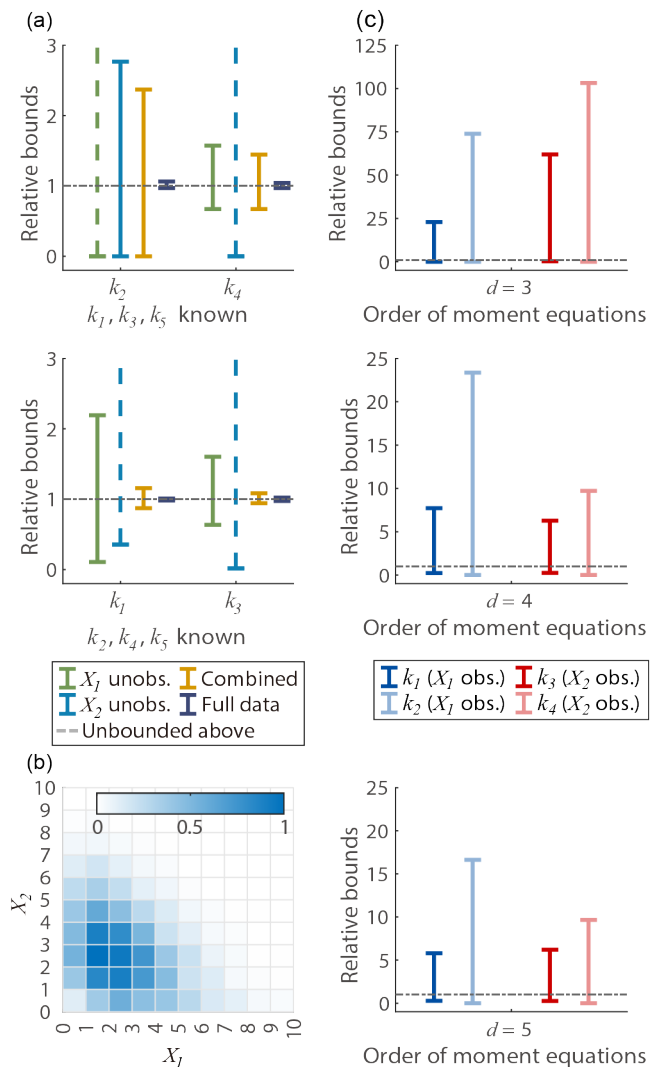 (a)
3
2
1
0
Relative bounds
k2 k4
k1, k3, k5 known
3
2
1
0
Relative bounds
k1 k3
k2, k4, k5 known
X1 unobs. Combined
X2 unobs. Full data
Unbounded above
(b)
10
9
8
7
6
5
4
3
2
1
0
X2
0 0.5 1
0 1 2 3 4 5 6 7 8 9 10
X1
(c)
125
100
75
50
25
0
Relative bounds
d = 3
Order of moment equations
25
20
15
10
5
0
Relative bounds
d = 4
Order of moment equations
k1 (X1 obs.) k3 (X2 obs.)
k2 (X1 obs.) k4 (X2 obs.)
25
20
15
10
5
0
Relative bounds
d = 5
Order of moment equations